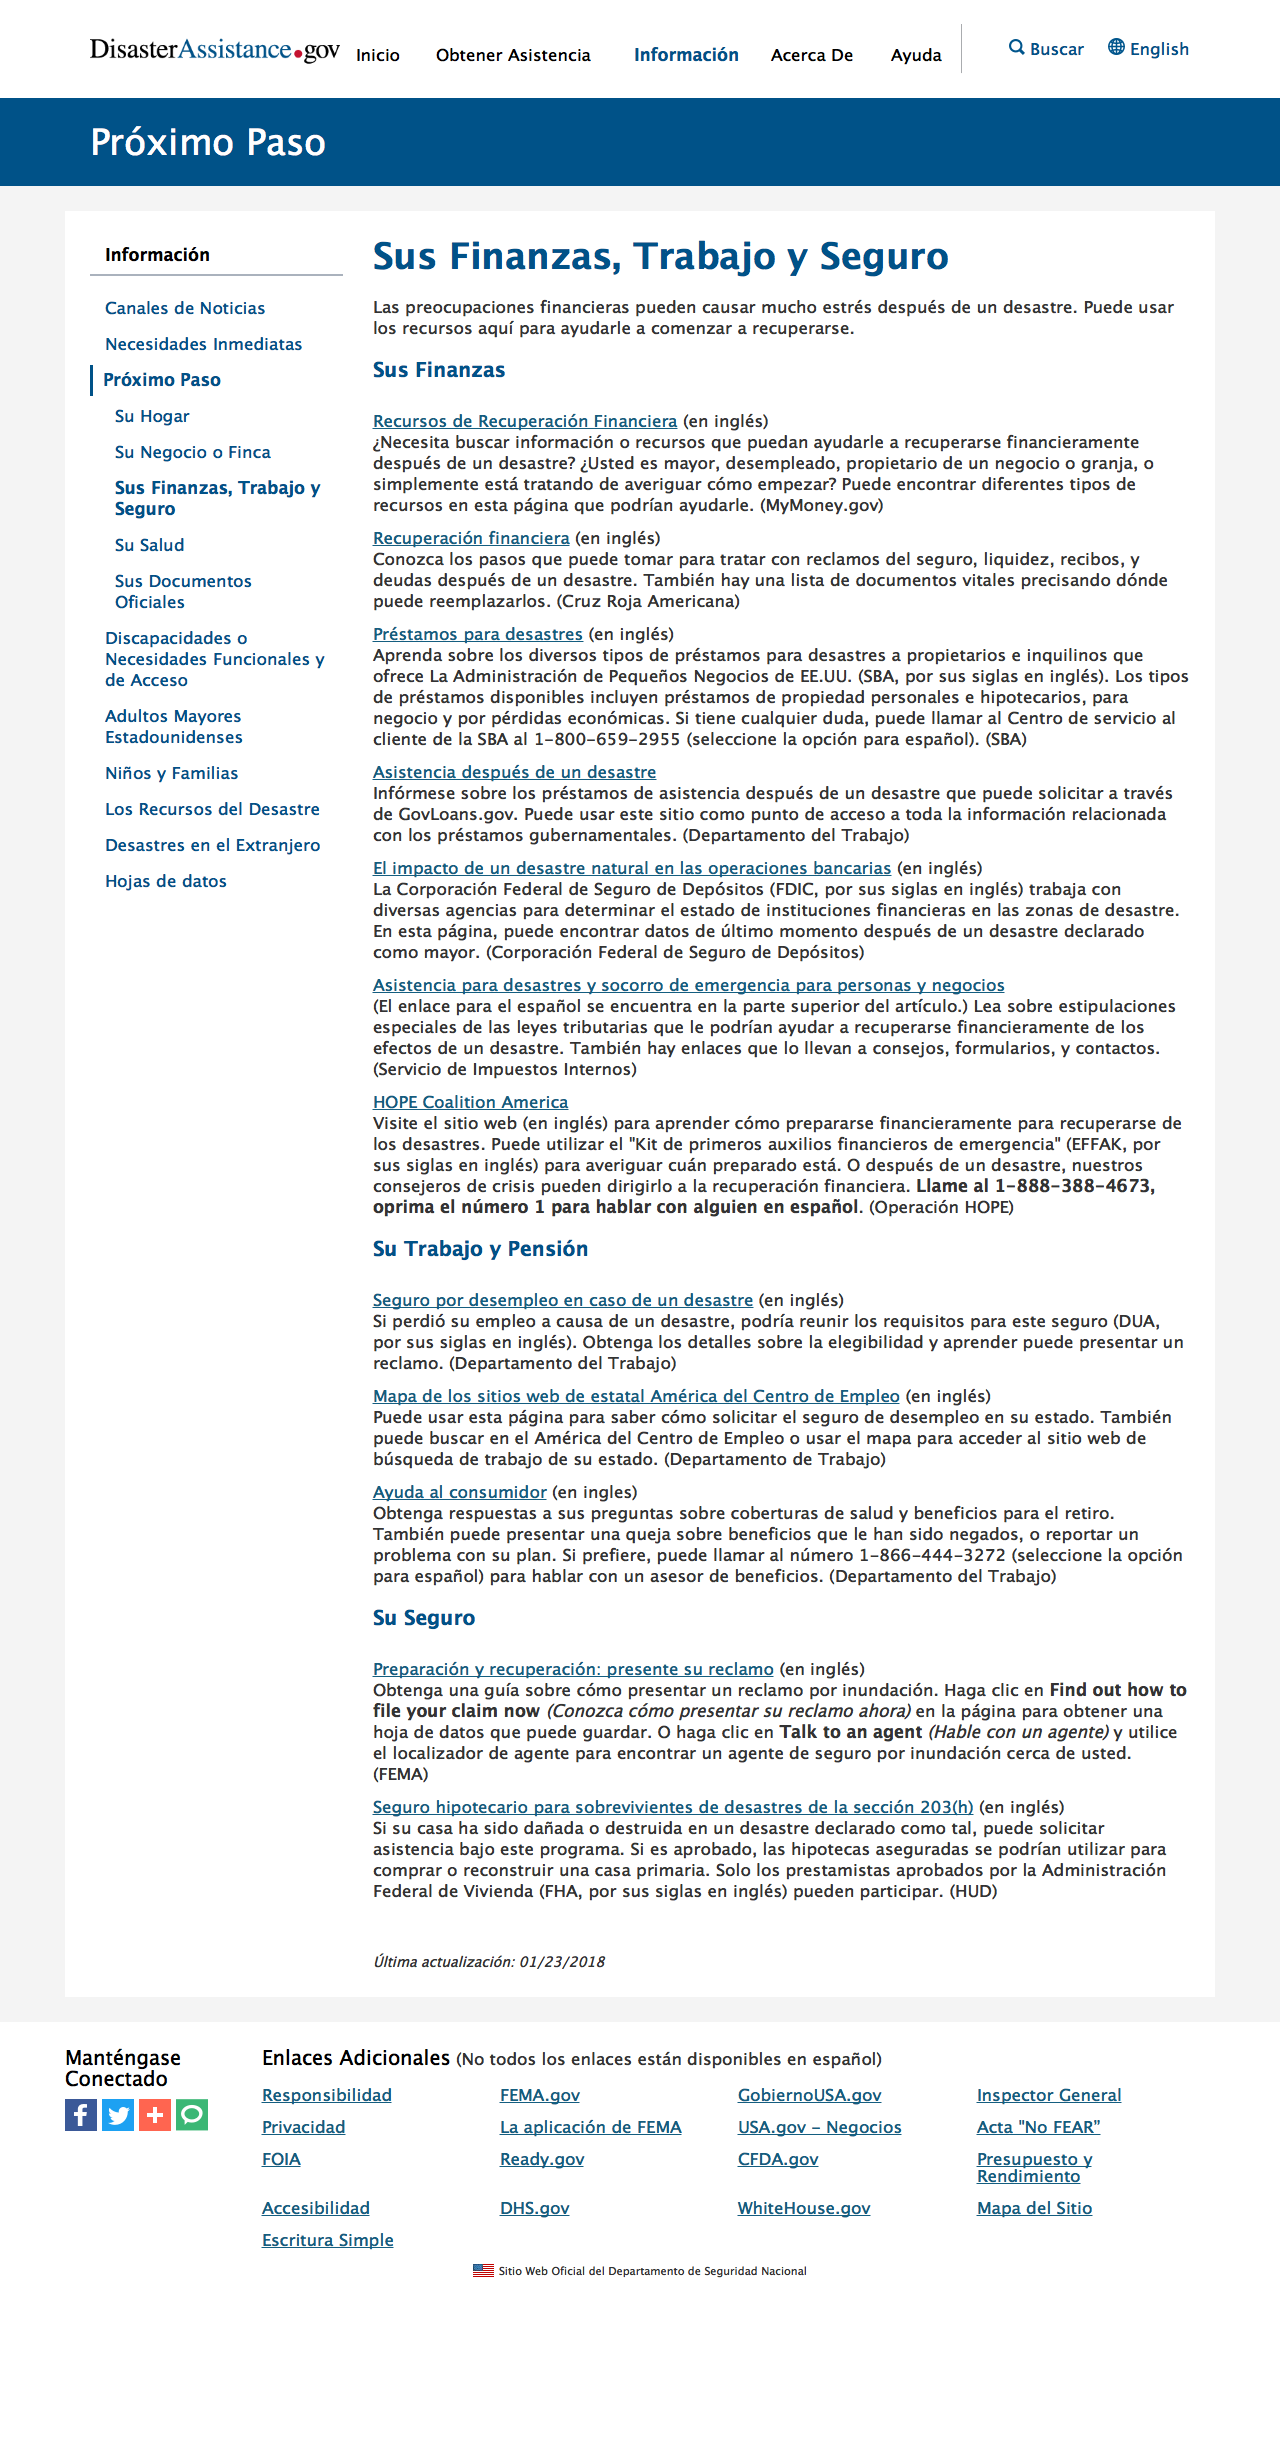 DisasterAssistance.gov
Inicio
Obtener Asistencia
Información
Acerca De
Ayuda
Buscar
English
Próximo Paso
Información
Canales de Noticias
Necesidades Inmediatas
Próximo Paso
Su Hogar
Su Negocio o Finca
Sus Finanzas, Trabajo y
Seguro
Su Salud
Sus Documentos
Oficiales
Discapacidades o
Necesidades Funcionales y
de Acceso
Adultos Mayores
Estadounidenses
Niños y Familias
Los Recursos del Desastre
Desastres en el Extranjero
Hojas de datos
Sus Finanzas, Trabajo y Seguro
Las preocupaciones financieras pueden causar mucho estrés después de un desastre. Puede usar
los recursos aquí para ayudarle a comenzar a recuperarse.
Sus Finanzas
Recursos de Recuperación Financiera (en inglés)
¿Necesita buscar información o recursos que puedan ayudarle a recuperarse financieramente
después de un desastre? ¿Usted es mayor, desempleado, propietario de un negocio o granja, o
simplemente está tratando de averiguar cómo empezar? Puede encontrar diferentes tipos de
recursos en esta página que podrían ayudarle. (MyMoney.gov)
Recuperación financiera (en inglés)
Conozca los pasos que puede tomar para tratar con reclamos del seguro, liquidez, recibos, y
deudas después de un desastre. También hay una lista de documentos vitales precisando dónde
puede reemplazarlos. (Cruz Roja Americana)
Préstamos para desastres (en inglés)
Aprenda sobre los diversos tipos de préstamos para desastres a propietarios e inquilinos que
ofrece La Administración de Pequeños Negocios de EE.UU. (SBA, por sus siglas en inglés). Los tipos
de préstamos disponibles incluyen préstamos de propiedad personales e hipotecarios, para
negocio y por pérdidas económicas. Si tiene cualquier duda, puede llamar al Centro de servicio al
cliente de la SBA al 1-800-659-2955 (seleccione la opción para español). (SBA)
Asistencia después de un desastre
Infórmese sobre los préstamos de asistencia después de un desastre que puede solicitar a través
de GovLoans.gov. Puede usar este sitio como punto de acceso a toda la información relacionada
con los préstamos gubernamentales. (Departamento del Trabajo)
El impacto de un desastre natural en las operaciones bancarias (en inglés)
La Corporación Federal de Seguro de Depósitos (FDIC, por sus siglas en inglés) trabaja con
diversas agencias para determinar el estado de instituciones financieras en las zonas de desastre.
En esta página, puede encontrar datos de último momento después de un desastre declarado
como mayor. (Corporación Federal de Seguro de Depósitos)
Asistencia para desastres y socorro de emergencia para personas y negocios
(El enlace para el español se encuentra en la parte superior del artículo.) Lea sobre estipulaciones
especiales de las leyes tributarias que le podrían ayudar a recuperarse financieramente de los
efectos de un desastre. También hay enlaces que lo llevan a consejos, formularios, y contactos.
(Servicio de Impuestos Internos)
HOPE Coalition America
Visite el sitio web (en inglés) para aprender cómo prepararse financieramente para recuperarse de
los desastres. Puede utilizar el "Kit de primeros auxilios financieros de emergencia" (EFFAK, por
sus siglas en inglés) para averiguar cuán preparado está. O después de un desastre, nuestros
consejeros de crisis pueden dirigirlo a la recuperación financiera. Llame al 1-888-388-4673,
oprima el número 1 para hablar con alguien en español. (Operación HOPE)
Su Trabajo y Pensión
Seguro por desempleo en caso de un desastre (en inglés)
Si perdió su empleo a causa de un desastre, podría reunir los requisitos para este seguro (DUA,
por sus siglas en inglés). Obtenga los detalles sobre la elegibilidad y aprender puede presentar un
reclamo. (Departamento del Trabajo)
Mapa de los sitios web de estatal América del Centro de Empleo (en inglés)
Puede usar esta página para saber cómo solicitar el seguro de desempleo en su estado. También
puede buscar en el América del Centro de Empleo o usar el mapa para acceder al sitio web de
búsqueda de trabajo de su estado. (Departamento de Trabajo)
Ayuda al consumidor (en ingles)
Obtenga respuestas a sus preguntas sobre coberturas de salud y beneficios para el retiro.
También puede presentar una queja sobre beneficios que le han sido negados, o reportar un
problema con su plan. Si prefiere, puede llamar al número 1-866-444-3272 (seleccione la opción
para español) para hablar con un asesor de beneficios. (Departamento del Trabajo)
Su Seguro
Preparación y recuperación: presente su reclamo (en inglés)
Obtenga una guía sobre cómo presentar un reclamo por inundación. Haga clic en Find out how to
file your claim now (Conozca cómo presentar su reclamo ahora) en la página para obtener una
hoja de datos que puede guardar. O haga clic en Talk to an agent (Hable con un agente) y utilice
el localizador de agente para encontrar un agente de seguro por inundación cerca de usted.
(FEMA)
Seguro hipotecario para sobrevivientes de desastres de la sección 203(h) (en inglés)
Si su casa ha sido dañada o destruida en un desastre declarado como tal, puede solicitar
asistencia bajo este programa. Si es aprobado, las hipotecas aseguradas se podrían utilizar para
comprar o reconstruir una casa primaria. Solo los prestamistas aprobados por la Administración
Federal de Vivienda (FHA, por sus siglas en inglés) pueden participar. (HUD)
Última actualización: 01/23/2018
Manténgase
Conectado
Enlaces Adicionales (No todos los enlaces están disponibles en español)
Responsibilidad
FEMA.gov
GobiernoUSA.gov
Inspector General
Privacidad
La aplicación de FEMA
USA.gov - Negocios
Acta "No FEAR"
FOIA
Ready.gov
CFDA.gov
Presupuesto y
Rendimiento
Accesibilidad
DHS.gov
WhiteHouse.gov
Mapa del Sitio
Escritura Simple
Sitio Web Oficial del Departamento de Seguridad Nacional